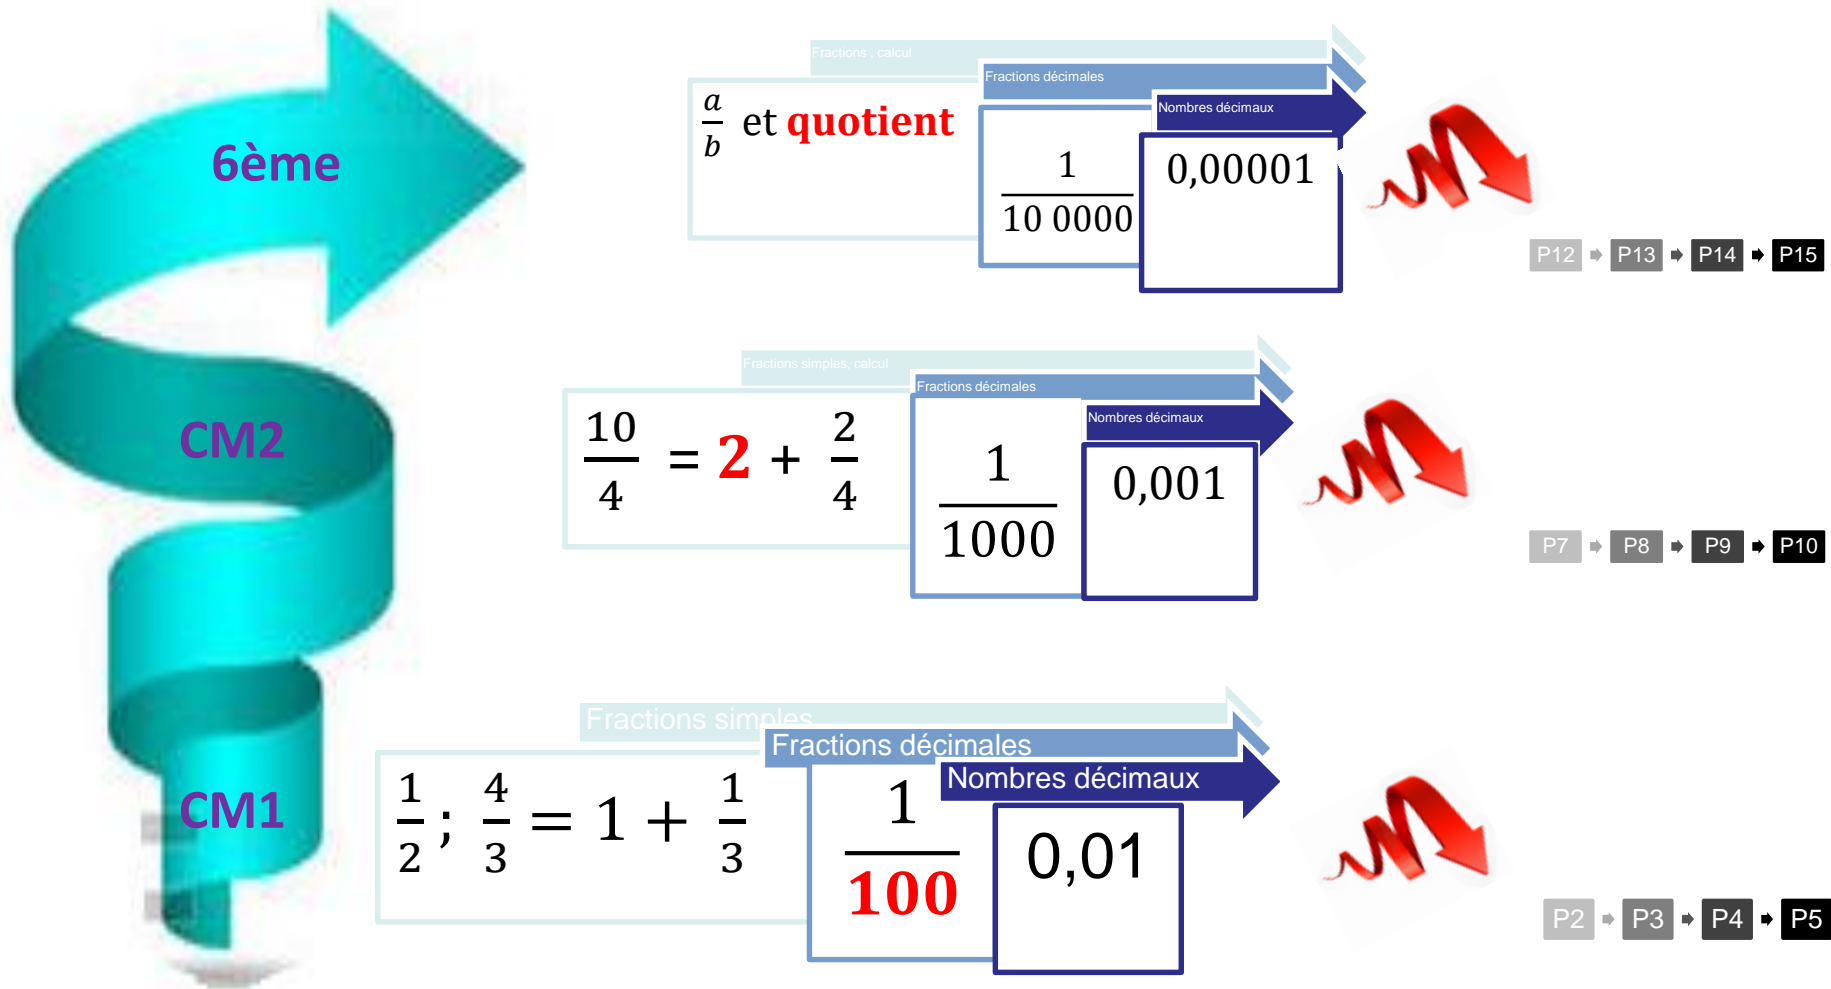 6ème
Fractions , calcul
Fractions décimales
Nombres décimaux
a/b et quotient
1/10 0000
0,00001
P12 P13 P14 P15
CM2
Fractions simples, calcul
Fractions décimales
Nombres décimaux
10/4 = 2 + 2/4
1/1000
0,001
P7 P8 P9 P10
CM1
Fractions simples
Fractions décimales
Nombres décimaux
1/2 ; 4/3 = 1 + 1/3
1/100
0,01
P2 P3 P4 P5